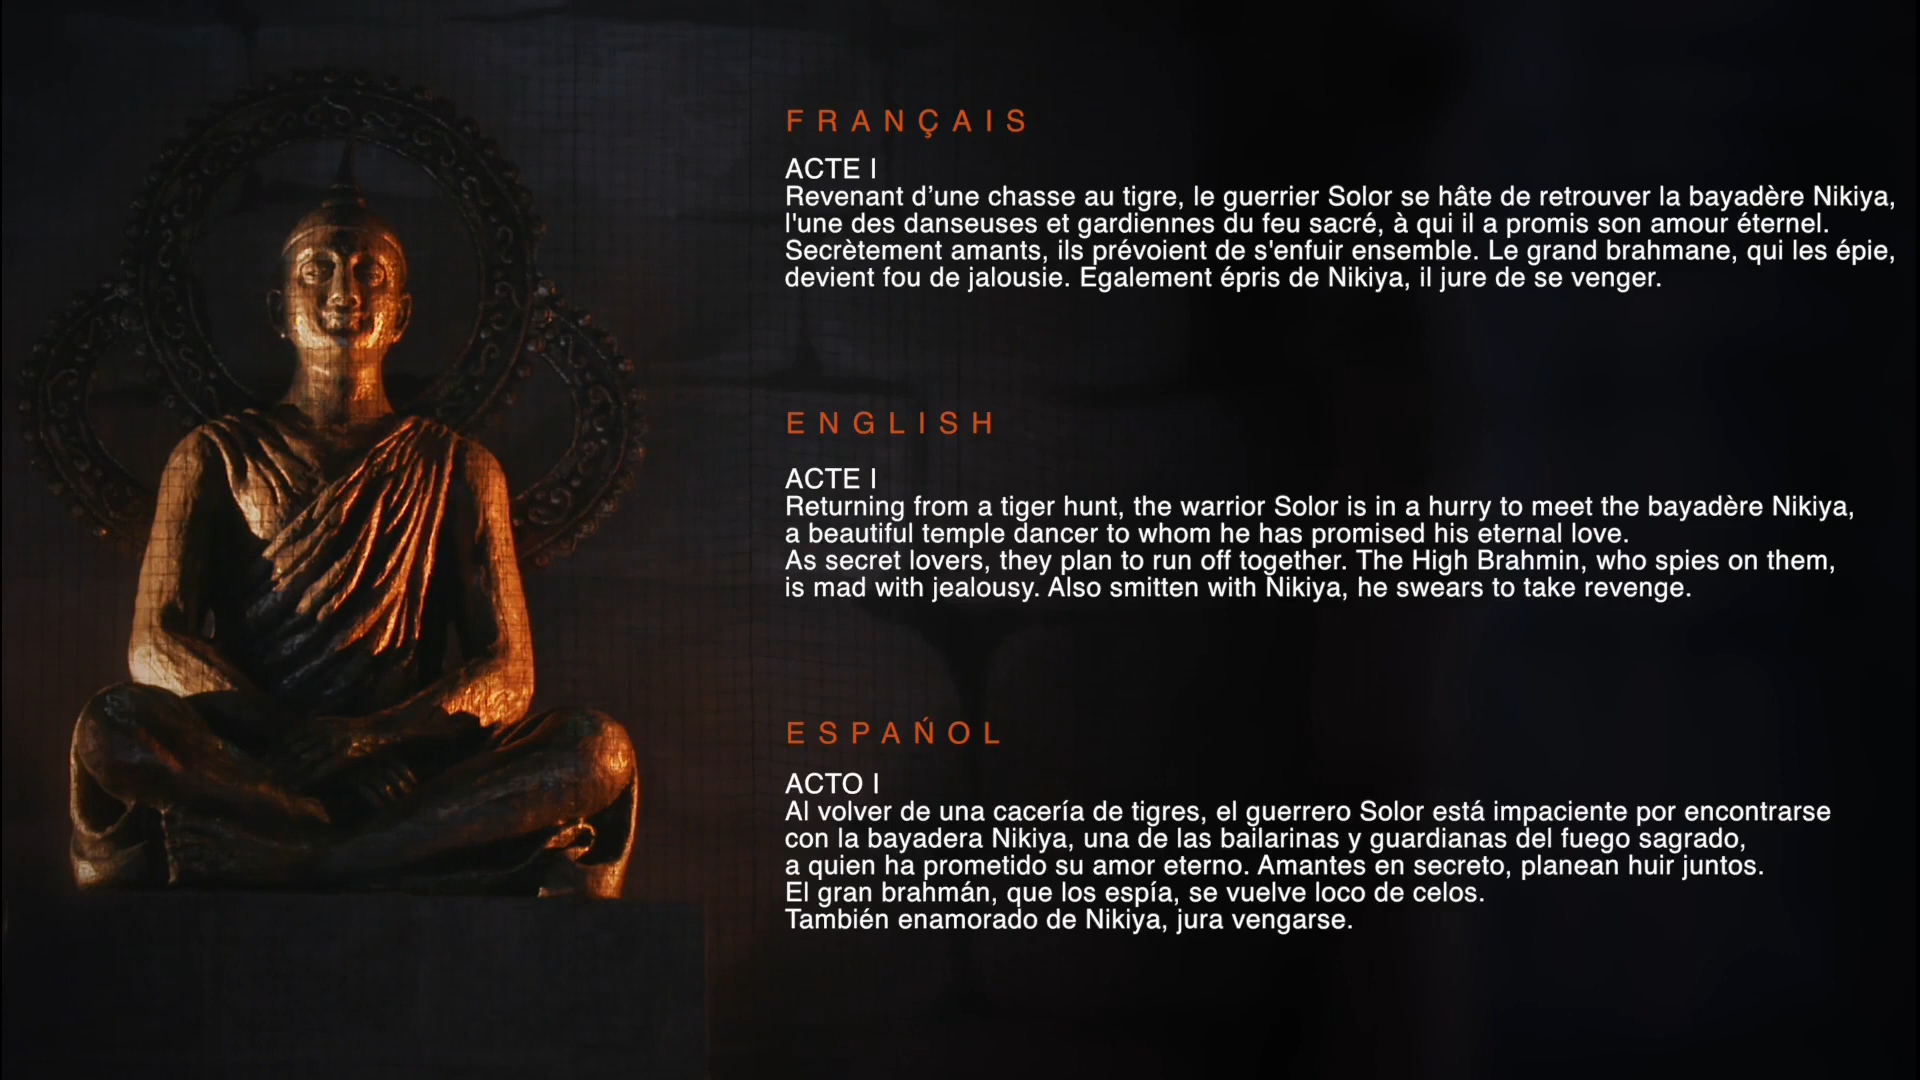 FRANÇAIS
ACTE I
Revenant d’une chasse au tigre, le guerrier Solor se hâte de retrouver la bayadère Nikiya,
l'une des danseuses et gardiennes du feu sacré, à qui il a promis son amour éternel.
Secrètement amants, ils prévoient de s'enfuir ensemble. Le grand brahmane, qui les épie,
devient fou de jalousie. Egalement épris de Nikiya, il jure de se venger.
ENGLISH
ACTE I
Returning from a tiger hunt, the warrior Solor is in a hurry to meet the bayadère Nikiya,
a beautiful temple dancer to whom he has promised his eternal love.
As secret lovers, they plan to run off together. The High Brahmin, who spies on them,
is mad with jealousy. Also smitten with Nikiya, he swears to take revenge.
ESPAŃOL
ACTO I
Al volver de una cacería de tigres, el guerrero Solor está impaciente por encontrarse
con la bayadera Nikiya, una de las bailarinas y guardianas del fuego sagrado,
a quien ha prometido su amor eterno. Amantes en secreto, planean huir juntos.
El gran brahmán, que los espía, se vuelve loco de celos.
También enamorado de Nikiya, jura vengarse.